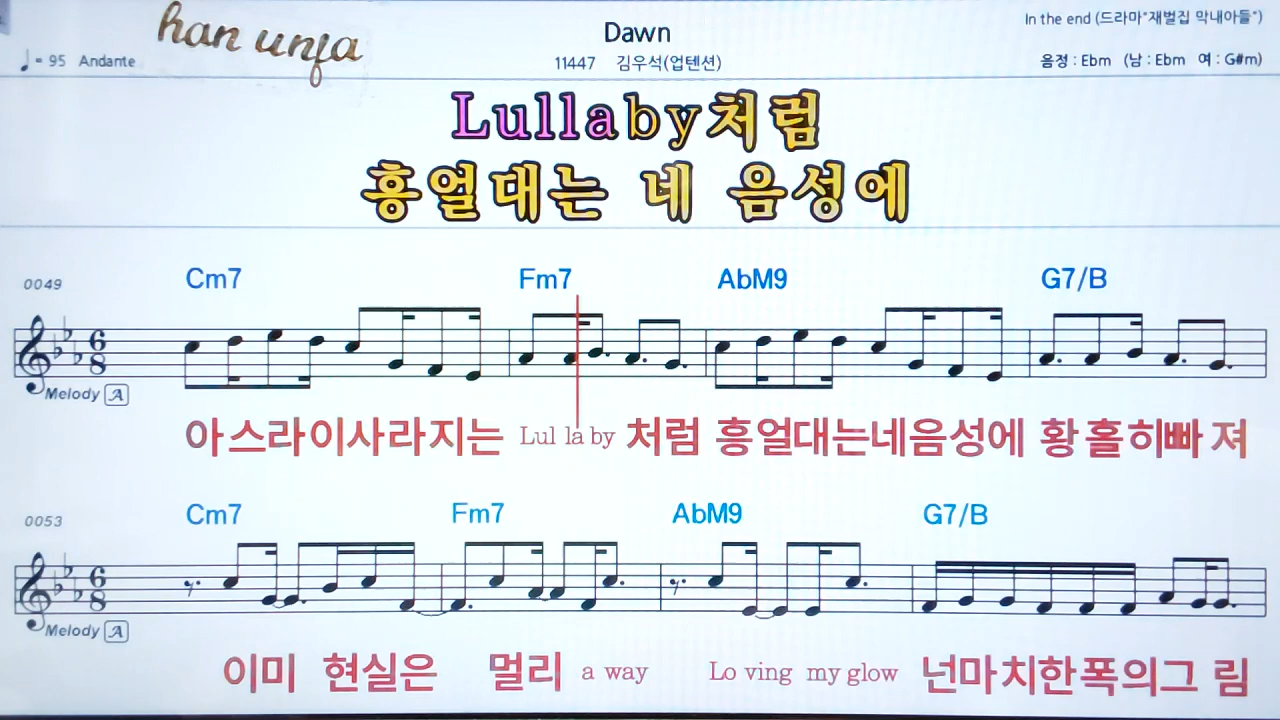 In the end (드라마"재벌집 막내아들")
han unfa
Dawn
♩= 95 Andante
11447 김우석(업텐션)
음정 : Ebm (남 : Ebm 여 : G#m)
Lullaby처럼
흥얼대는 네 음성에
0049
Cm7 Fm7 AbM9 G7/B
6 8
Melody A
아스라이사라지는 Lul la by 처럼 흥얼대는네음성에 황홀히빠 져
0053
Cm7 Fm7 AbM9 G7/B
6 8
Melody A
이미 현실은 멀리 a way Lo ving my glow 넌마치한폭의그 림